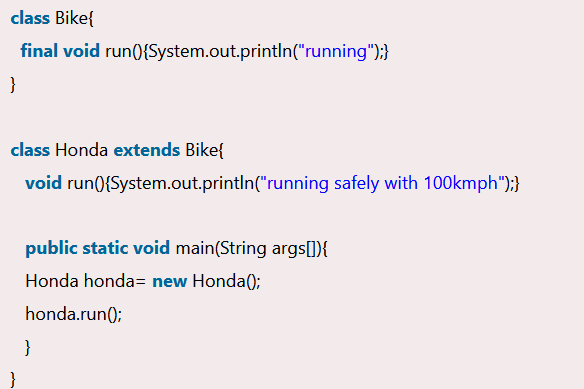 class Bike{
final void run(){System.out.println("running");}
}
class Honda extends Bike{
void run(){System.out.println("running safely with 100kmph");}
public static void main(String args[]){
Honda honda= new Honda();
honda.run();
}
}